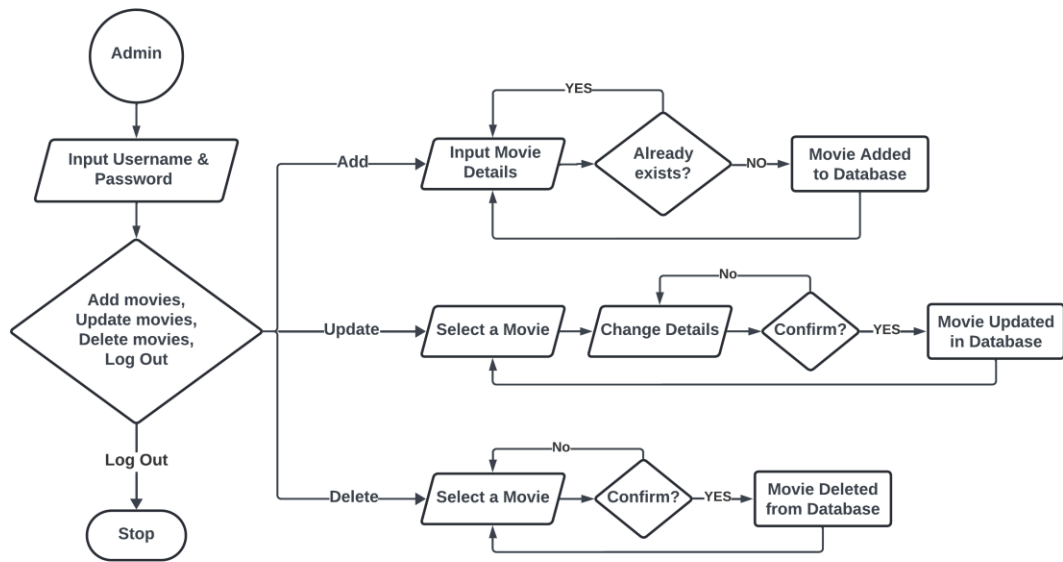 Admin
Input Username &
Password
Add movies,
Update movies,
Delete movies,
Log Out
Log Out
Stop
Add
Input Movie
Details
YES
Already
exists?
NO
Movie Added
to Database
Update
Select a Movie
Change Details
No
Confirm?
YES
Movie Updated
in Database
Delete
Select a Movie
No
Confirm?
YES
Movie Deleted
from Database